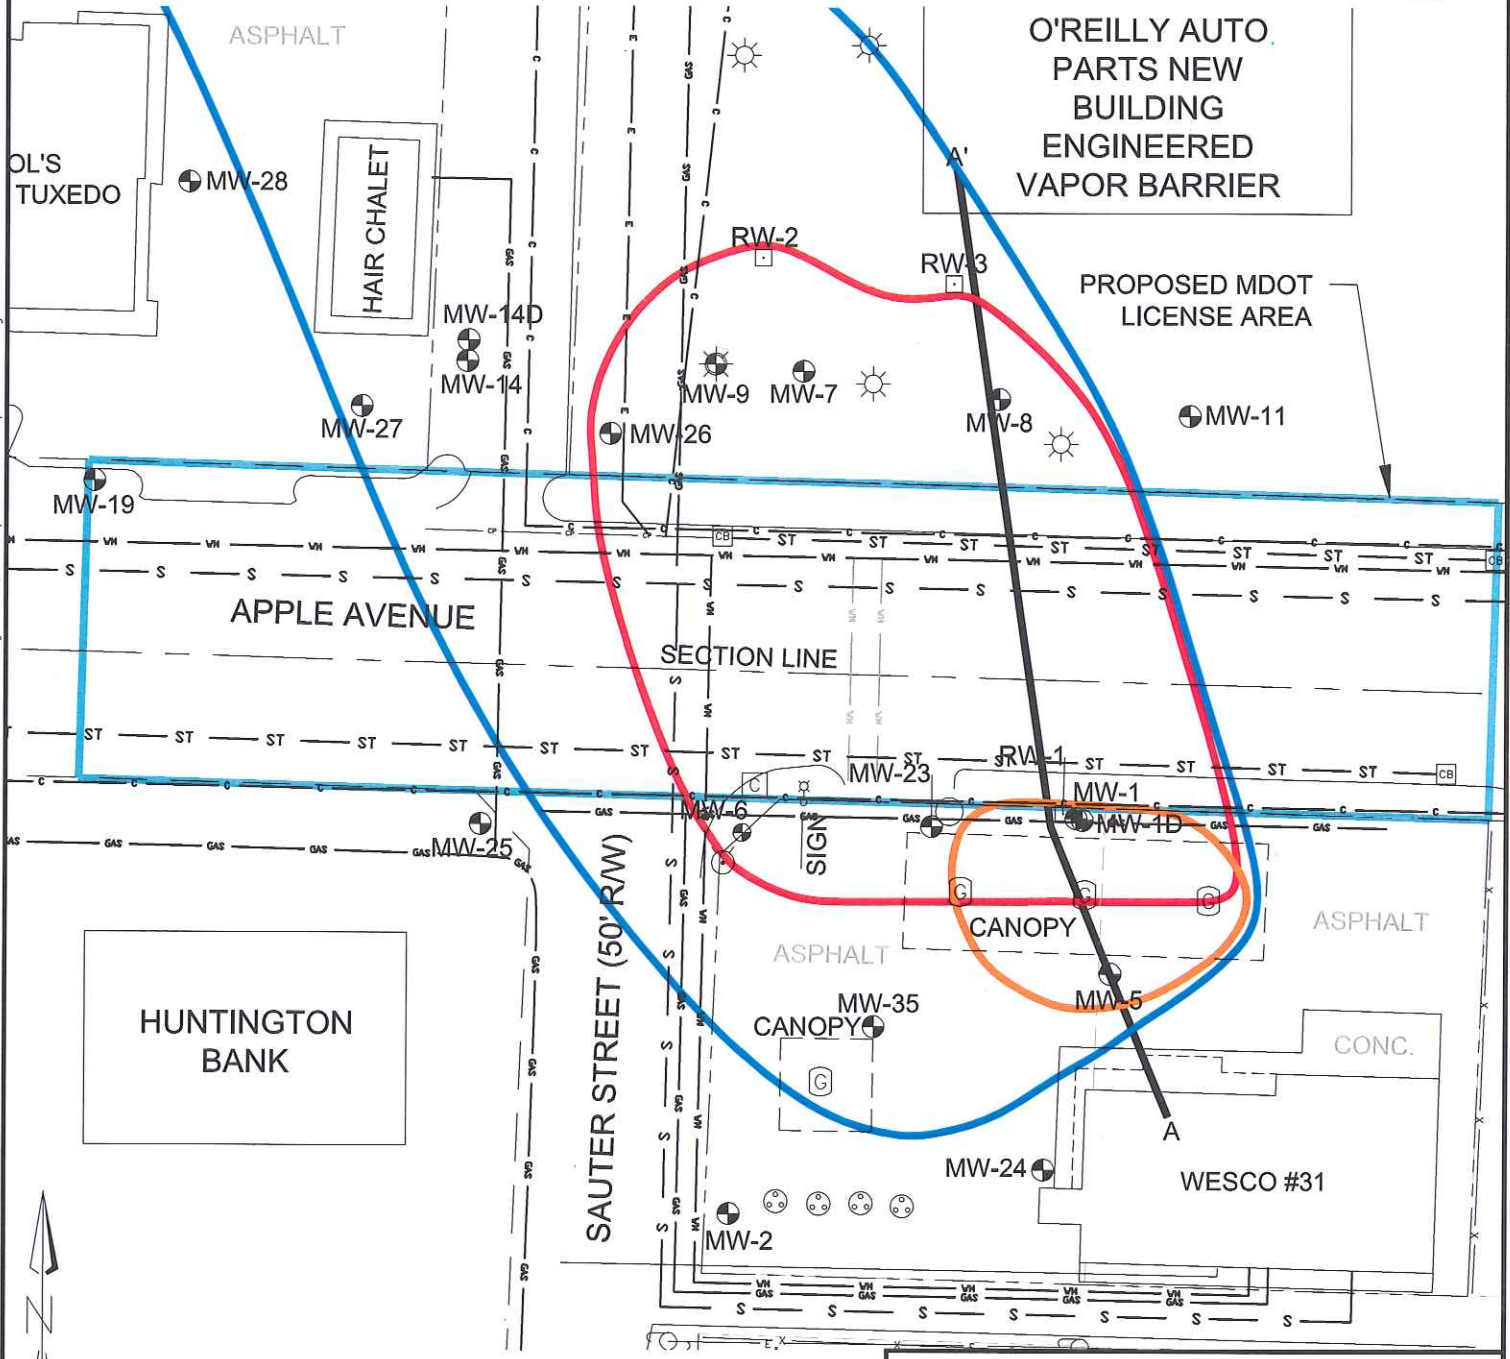 ASPHALT
O'REILLY AUTO
PARTS NEW
BUILDING
ENGINEERED
VAPOR BARRIER
A'
OL'S
TUXEDO
MW-28
HAIR CHALET
RW-2
RW-3
PROPOSED MDOT
LICENSE AREA
MW-14D
MW-14
MW-9
MW-7
MW-8
MW-11
MW-27
MW-26
MW-19
CB
CB
APPLE AVENUE
SECTION LINE
RW-1
MW-23
CB
C
MW-1
MW-6
MW-1D
SIGN
MW-25
G
G
G
CANOPY
ASPHALT
ASPHALT
SAUTER STREET (50' R/W)
MW-5
MW-35
CANOPY
HUNTINGTON
BANK
CONC.
G
A
MW-24
WESCO #31
MW-2
N